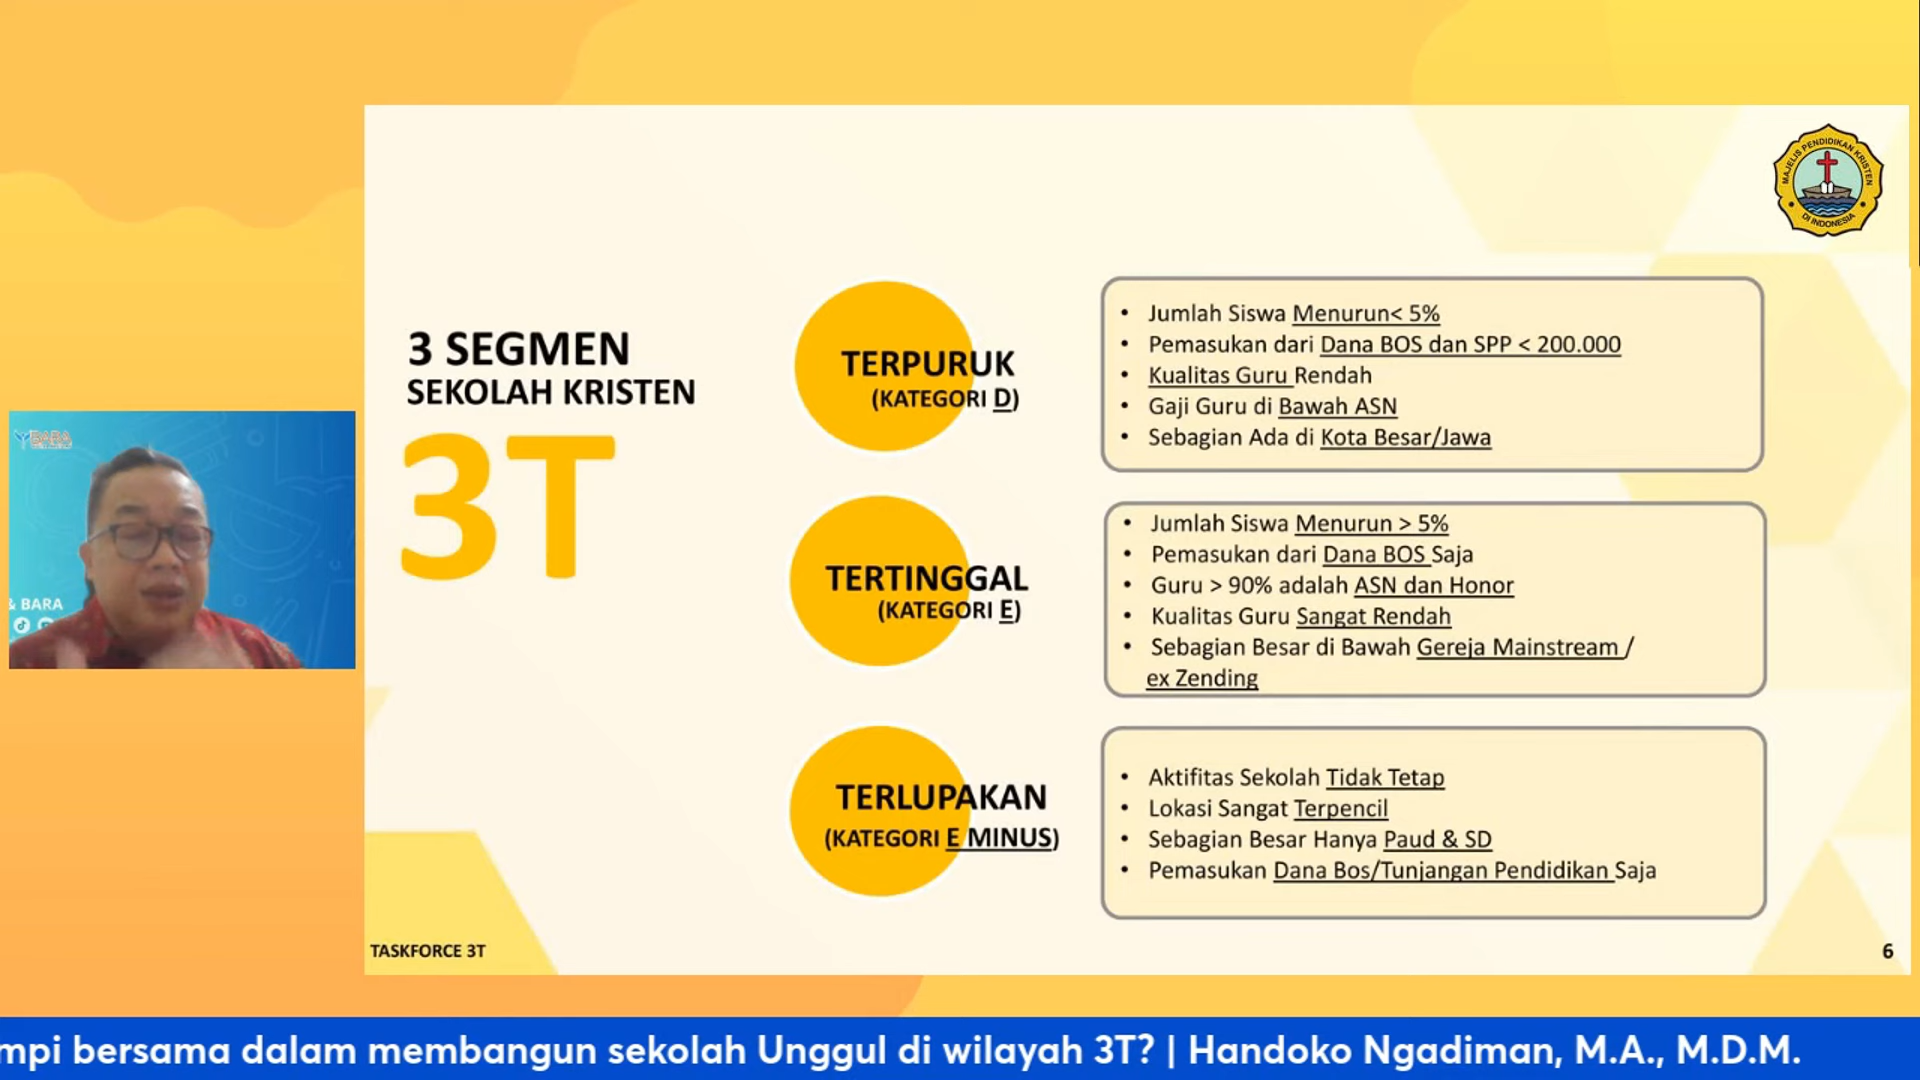 MAJELIS PENDIDIKAN KRISTEN
DI INDONESIA
3 SEGMEN
SEKOLAH KRISTEN
3T
TERPURUK
(KATEGORI D)
• Jumlah Siswa Menurun< 5%
• Pemasukan dari Dana BOS dan SPP < 200.000
• Kualitas Guru Rendah
• Gaji Guru di Bawah ASN
• Sebagian Ada di Kota Besar/Jawa
TERTINGGAL
(KATEGORI E)
• Jumlah Siswa Menurun > 5%
• Pemasukan dari Dana BOS Saja
• Guru > 90% adalah ASN dan Honor
• Kualitas Guru Sangat Rendah
• Sebagian Besar di Bawah Gereja Mainstream /
ex Zending
TERLUPAKAN
(KATEGORI E MINUS)
• Aktifitas Sekolah Tidak Tetap
• Lokasi Sangat Terpencil
• Sebagian Besar Hanya Paud & SD
• Pemasukan Dana Bos/Tunjangan Pendidikan Saja
BARA
& BARA
TASKFORCE 3T
6
mpi bersama dalam membangun sekolah Unggul di wilayah 3T? | Handoko Ngadiman, M.A., M.D.M.